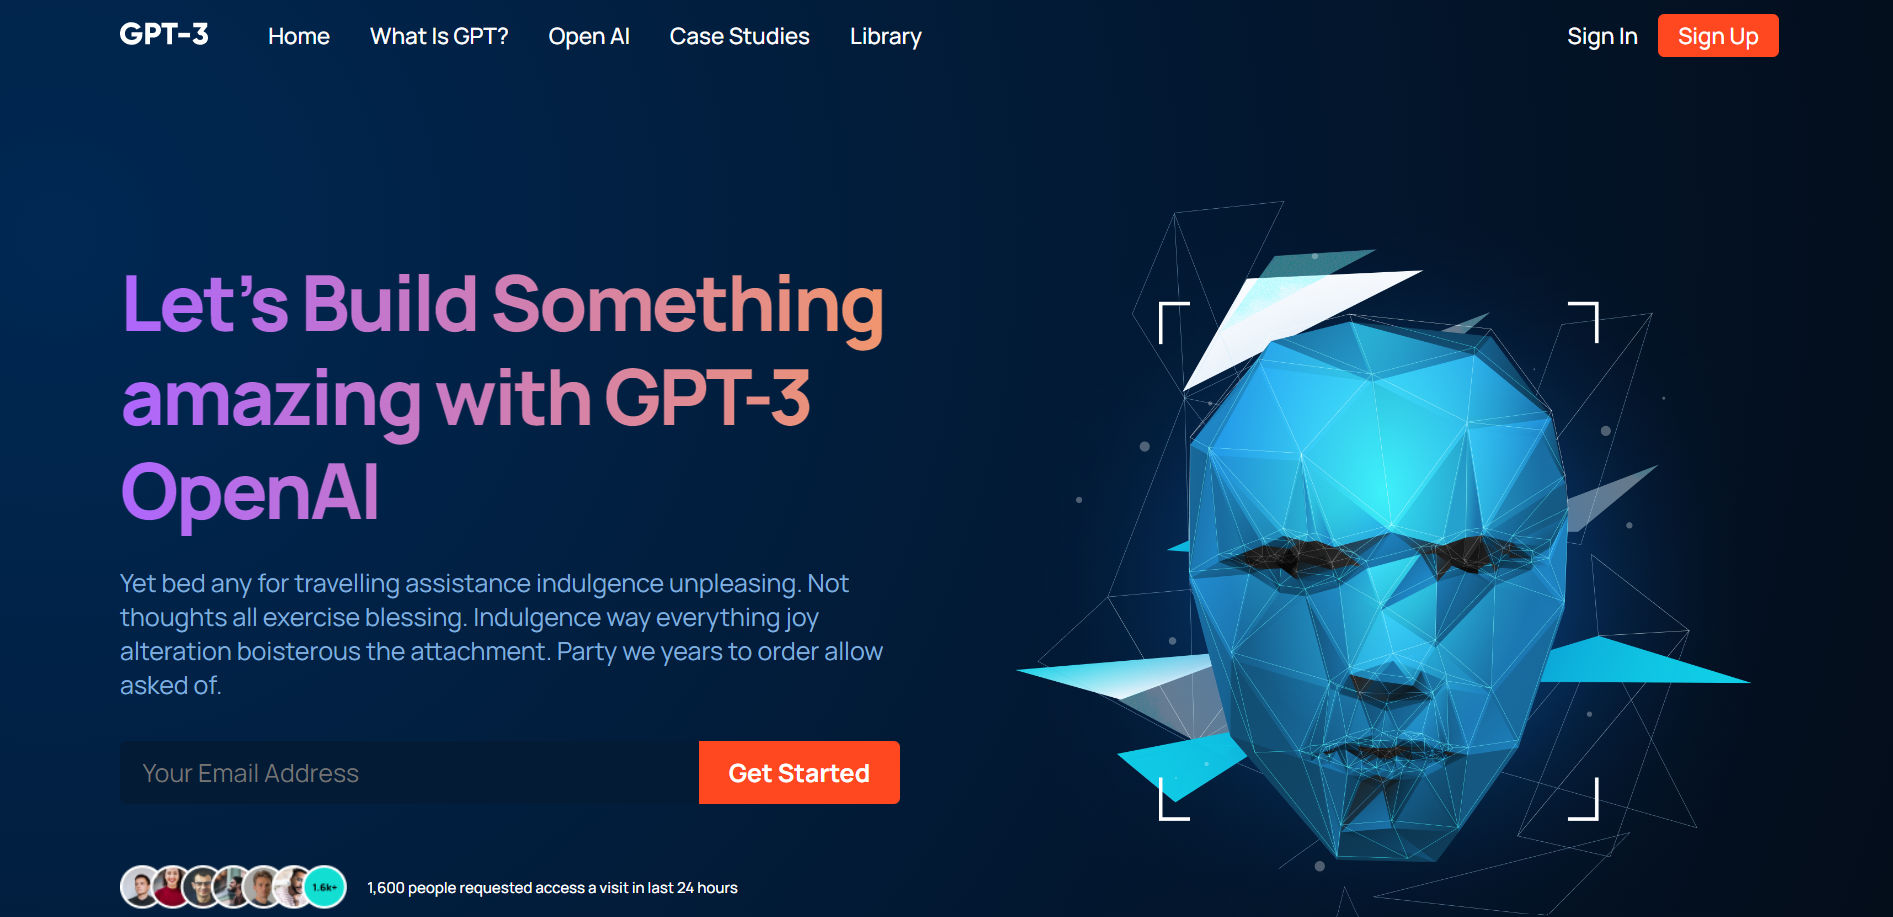 GPT-3
Home
What Is GPT?
Open AI
Case Studies
Library
Sign In
Sign Up
Let’s Build Something
amazing with GPT-3
OpenAI
Yet bed any for travelling assistance indulgence unpleasing. Not
thoughts all exercise blessing. Indulgence way everything joy
alteration boisterous the attachment. Party we years to order allow
asked of.
Your Email Address
Get Started
1.6k+
1,600 people requested access a visit in last 24 hours